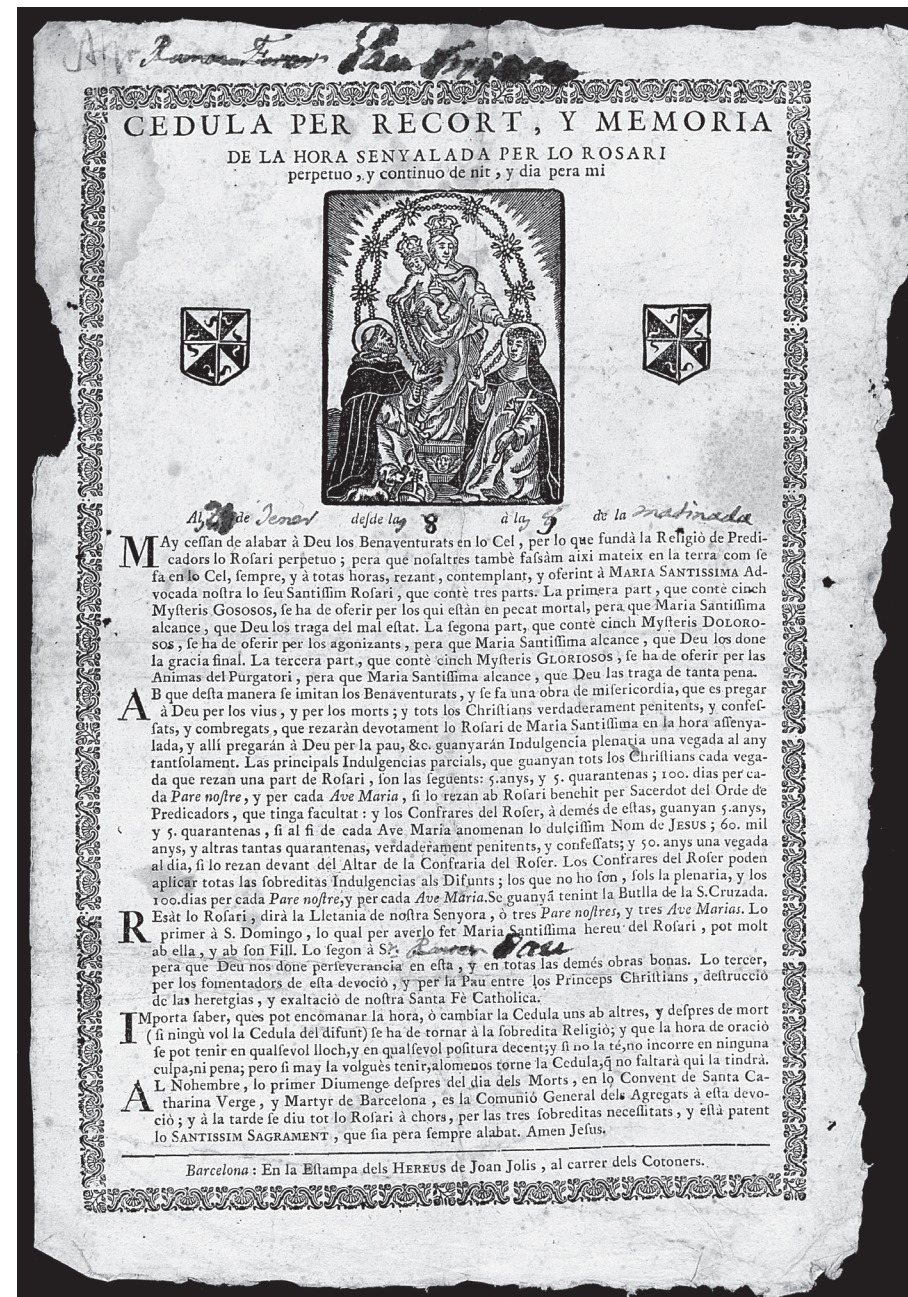 Ramon Ferrer Pau
CEDULA PER RECORT, Y MEMORIA
DE LA HORA SENYALADA PER LO ROSARI
perpetuo, y continuo de nit, y dia pera mi
Al de Jener desde las 8 à las 9 de la matinada
MAy cessan de alabar à Deu los Benaventurats en lo Cel, per lo que fundà la Religiò de Predi-
cadors lo Rosari perpetuo; pera que nosaltres tambè fassàm aixi mateix en la terra com se
fa en lo Cel, sempre, y à totas horas, rezant, contemplant, y oferint à MARIA SANTISSIMA Ad-
vocada nostra lo seu Santissim Rosari, que contè tres parts. La primera part, que contè cinch
Mysteris GOSOSOS, se ha de oferir per los qui estàn en pecat mortal, pera que Maria Santissima
alcance, que Deu los traga del mal estat. La segona part, que contè cinch Mysteris DOLORO-
SOS, se ha de oferir per los agonizants, pera que Maria Santissima alcance, que Deu los done
la gracia final. La tercera part, que contè cinch Mysteris GLORIOSOS, se ha de oferir per las
Animas del Purgatori, pera que Maria Santissima alcance, que Deu las traga de tanta pena.
AB que desta manera se imitan los Benaventurats, y se fa una obra de misericordia, que es pregar
à Deu per los vius, y per los morts; y tots los Christians verdaderament penitents, y confes-
sats, y combregats, que rezaràn devotament lo Rosari de Maria Santissima en la hora assenya-
lada, y allí pregarán à Deu per la pau, &c. guanyarán Indulgencia plenaria una vegada al any
tantsolament. Las principals Indulgencias parcials, que guanyan tots los Christians cada vega-
da que rezan una part de Rosari, son las seguents: 5.anys, y 5. quarantenas; 100. dias per ca-
da Pare nostre, y per cada Ave Maria, si lo rezan ab Rosari benehit per Sacerdot del Orde de
Predicadors, que tinga facultat: y los Confrares del Roser, à demés de estas, guanyan 5.anys,
y 5. quarantenas, si al fi de cada Ave Maria anomenan lo dulçissim Nom de JESUS; 60. mil
anys, y altras tantas quarantenas, verdaderament penitents, y confessats; y 50. anys una vegada
al dia, si lo rezan devant del Altar de la Confraria del Roser. Los Confrares del Roser poden
aplicar totas las sobreditas Indulgencias als Difunts; los que no ho son, sols la plenaria, y los
100.dias per cada Pare nostre,y per cada Ave Maria.Se guanyã tenint la Butlla de la S.Cruzada.
REsàt lo Rosari, dirà la Lletania de nostra Senyora, ò tres Pare nostres, y tres Ave Marias. Lo
primer à S. Domingo, lo qual per averlo fet Maria Santissima hereu del Rosari, pot molt
ab ella, y ab son Fill. Lo segon à St. Ramon Pau
pera que Deu nos done perseverancia en esta, y en totas las demés obras bonas. Lo tercer,
per los fomentadors de esta devociò, y per la Pau entre los Princeps Christians, destrucciò
de las heretgias, y exaltaciò de nostra Santa Fè Catholica.
IMporta saber, ques pot encomanar la hora, ò cambiar la Cedula uns ab altres, y despres de mort
(si ningù vol la Cedula del difunt) se ha de tornar à la sobredita Religiò; y que la hora de oraciò
se pot tenir en qualsevol lloch,y en qualsevol positura decent;y si no la té,no incorre en ninguna
culpa,ni pena; pero si may la volguès tenir,alomenos torne la Cedula,q̃ no faltarà qui la tindrà.
AL Nohembre, lo primer Diumenge despres del dia dels Morts, en lo Convent de Santa Ca-
tharina Verge, y Martyr de Barcelona, es la Comuniò General dels Agregats à esta devo-
ciò; y à la tarde se diu tot lo Rosari à chors, per las tres sobreditas necessitats, y està patent
lo SANTISSIM SAGRAMENT, que sia pera sempre alabat. Amen Jesus.
Barcelona: En la Estampa dels HEREUS de Joan Jolis, al carrer dels Cotoners.